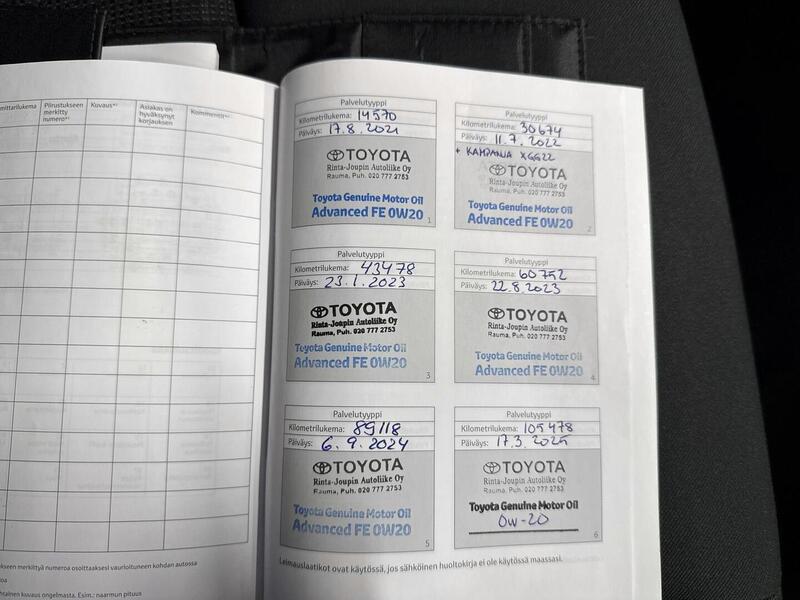 mittarilukema
Piirustukseen merkitty numero*¹
Kuvaus*²
Asiakas on hyväksynyt korjauksen
Kommentit*³
Palvelutyyppi
Kilometrilukema: 14570
Päiväys: 17.8.2021
TOYOTA
Rinta-Joupin Autoliike Oy
Rauma, Puh. 020 777 2753
Toyota Genuine Motor Oil
Advanced FE 0W20
1
Palvelutyyppi
Kilometrilukema: 30674
Päiväys: 11.7.2022
+ KAMPANJA XGG22
TOYOTA
Rinta-Joupin Autoliike Oy
Rauma, Puh. 020 777 2753
Toyota Genuine Motor Oil
Advanced FE 0W20
2
Palvelutyyppi
Kilometrilukema: 43478
Päiväys: 23.1.2023
TOYOTA
Rinta-Joupin Autoliike Oy
Rauma, Puh. 020 777 2753
Toyota Genuine Motor Oil
Advanced FE 0W20
3
Palvelutyyppi
Kilometrilukema: 60752
Päiväys: 22.8.2023
TOYOTA
Rinta-Joupin Autoliike Oy
Rauma, Puh. 020 777 2753
Toyota Genuine Motor Oil
Advanced FE 0W20
4
Palvelutyyppi
Kilometrilukema: 89118
Päiväys: 6.9.2024
TOYOTA
Rinta-Joupin Autoliike Oy
Rauma, Puh. 020 777 2753
Toyota Genuine Motor Oil
Advanced FE 0W20
5
Palvelutyyppi
Kilometrilukema: 105478
Päiväys: 17.3.2025
TOYOTA
Rinta-Joupin Autoliike Oy
Rauma, Puh. 020 777 2753
Toyota Genuine Motor Oil
0W-20
6
Leimauslaatikot ovat käytössä, jos sähköinen huoltokirja ei ole käytössä maassasi.
kseen merkittyä numeroa osoittaaksesi vaurioituneen kohdan autossa
oa
htainen kuvaus ongelmasta. Esim.: naarmun pituus